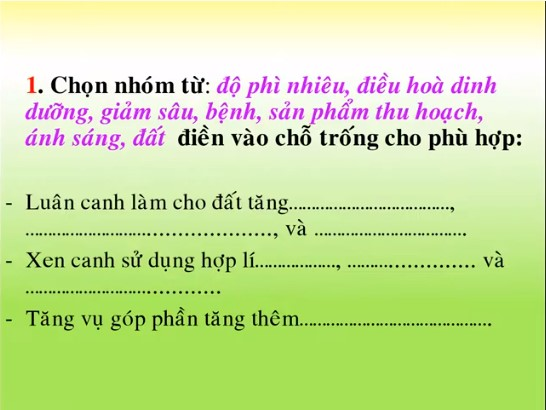 1. Chọn nhóm từ: độ phì nhiêu, điều hoà dinh
dưỡng, giảm sâu, bệnh, sản phẩm thu hoạch,
ánh sáng, đất điền vào chỗ trống cho phù hợp:
- Luân canh làm cho đất tăng....................................,
................................................, và ..................................
- Xen canh sử dụng hợp lí.................., ............................ và
.......................................
- Tăng vụ góp phần tăng thêm..........................................